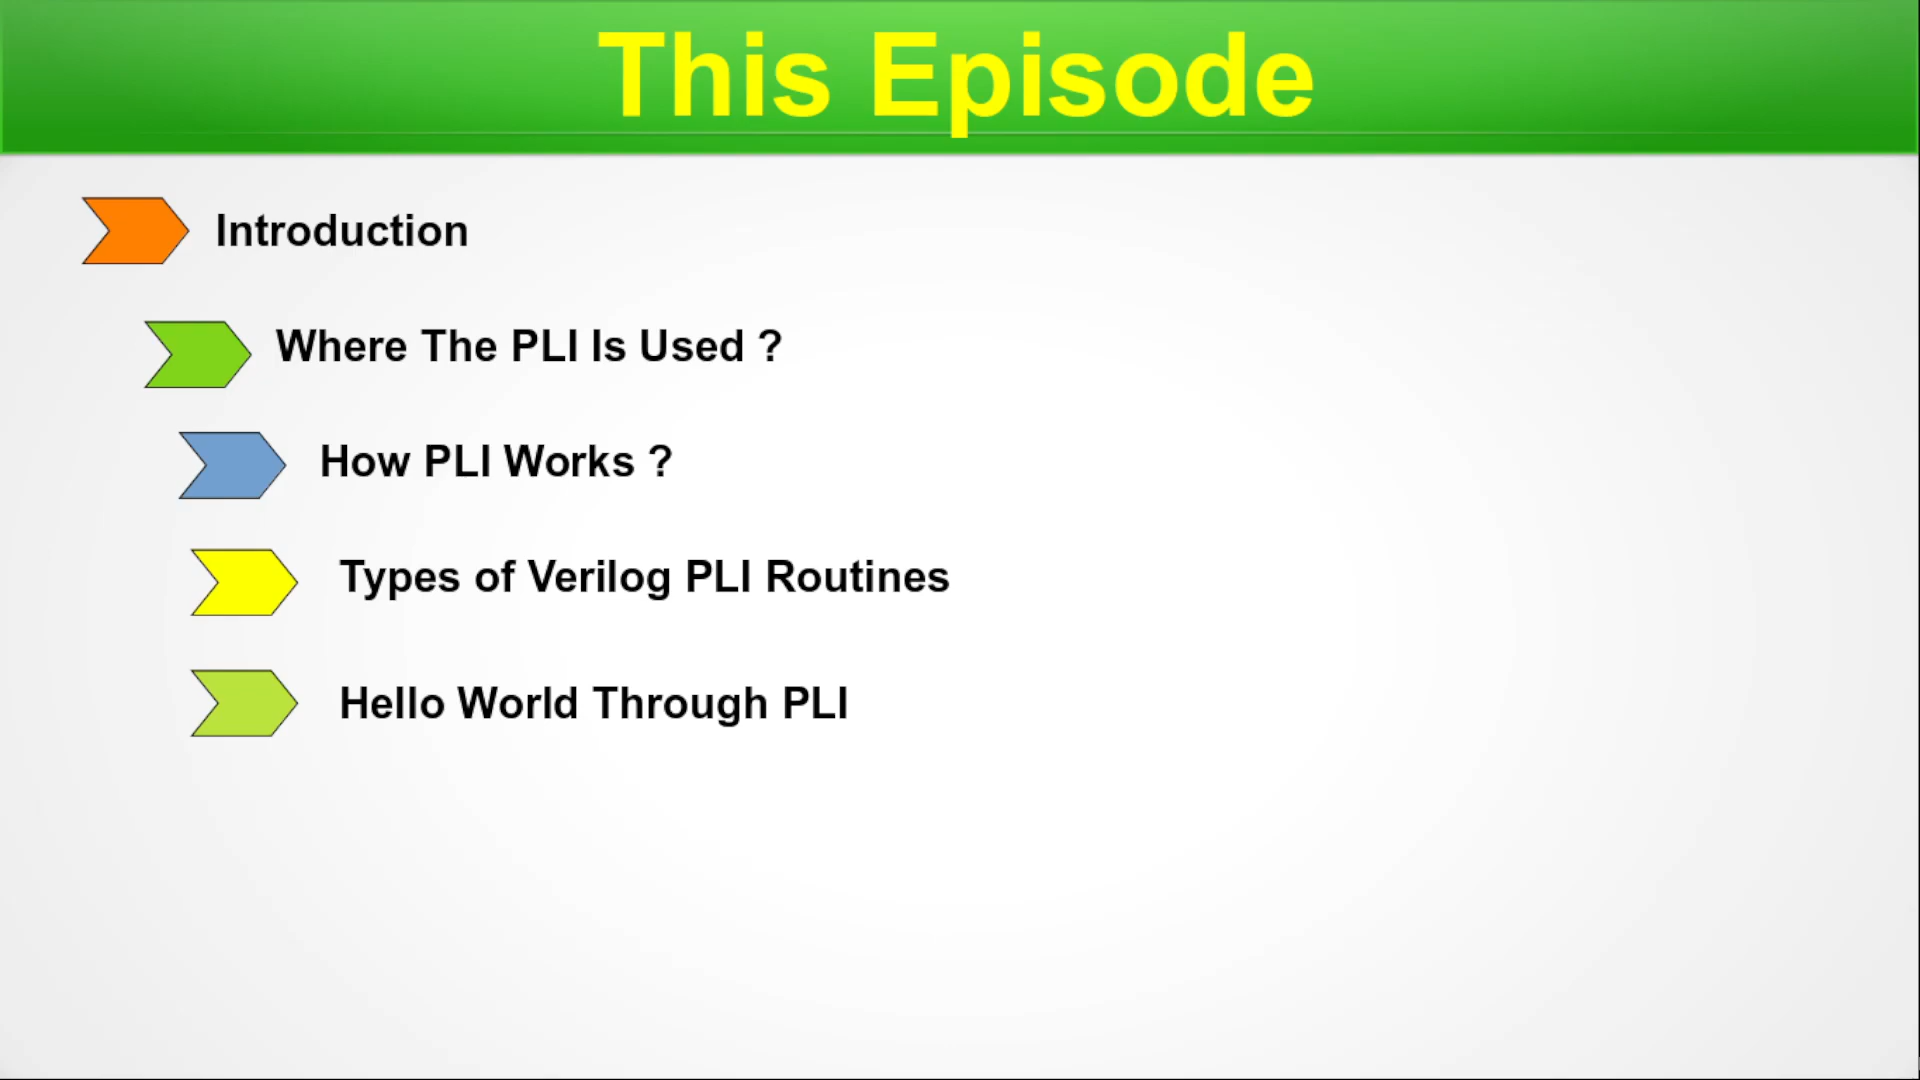 This Episode
Introduction
Where The PLI Is Used ?
How PLI Works ?
Types of Verilog PLI Routines
Hello World Through PLI